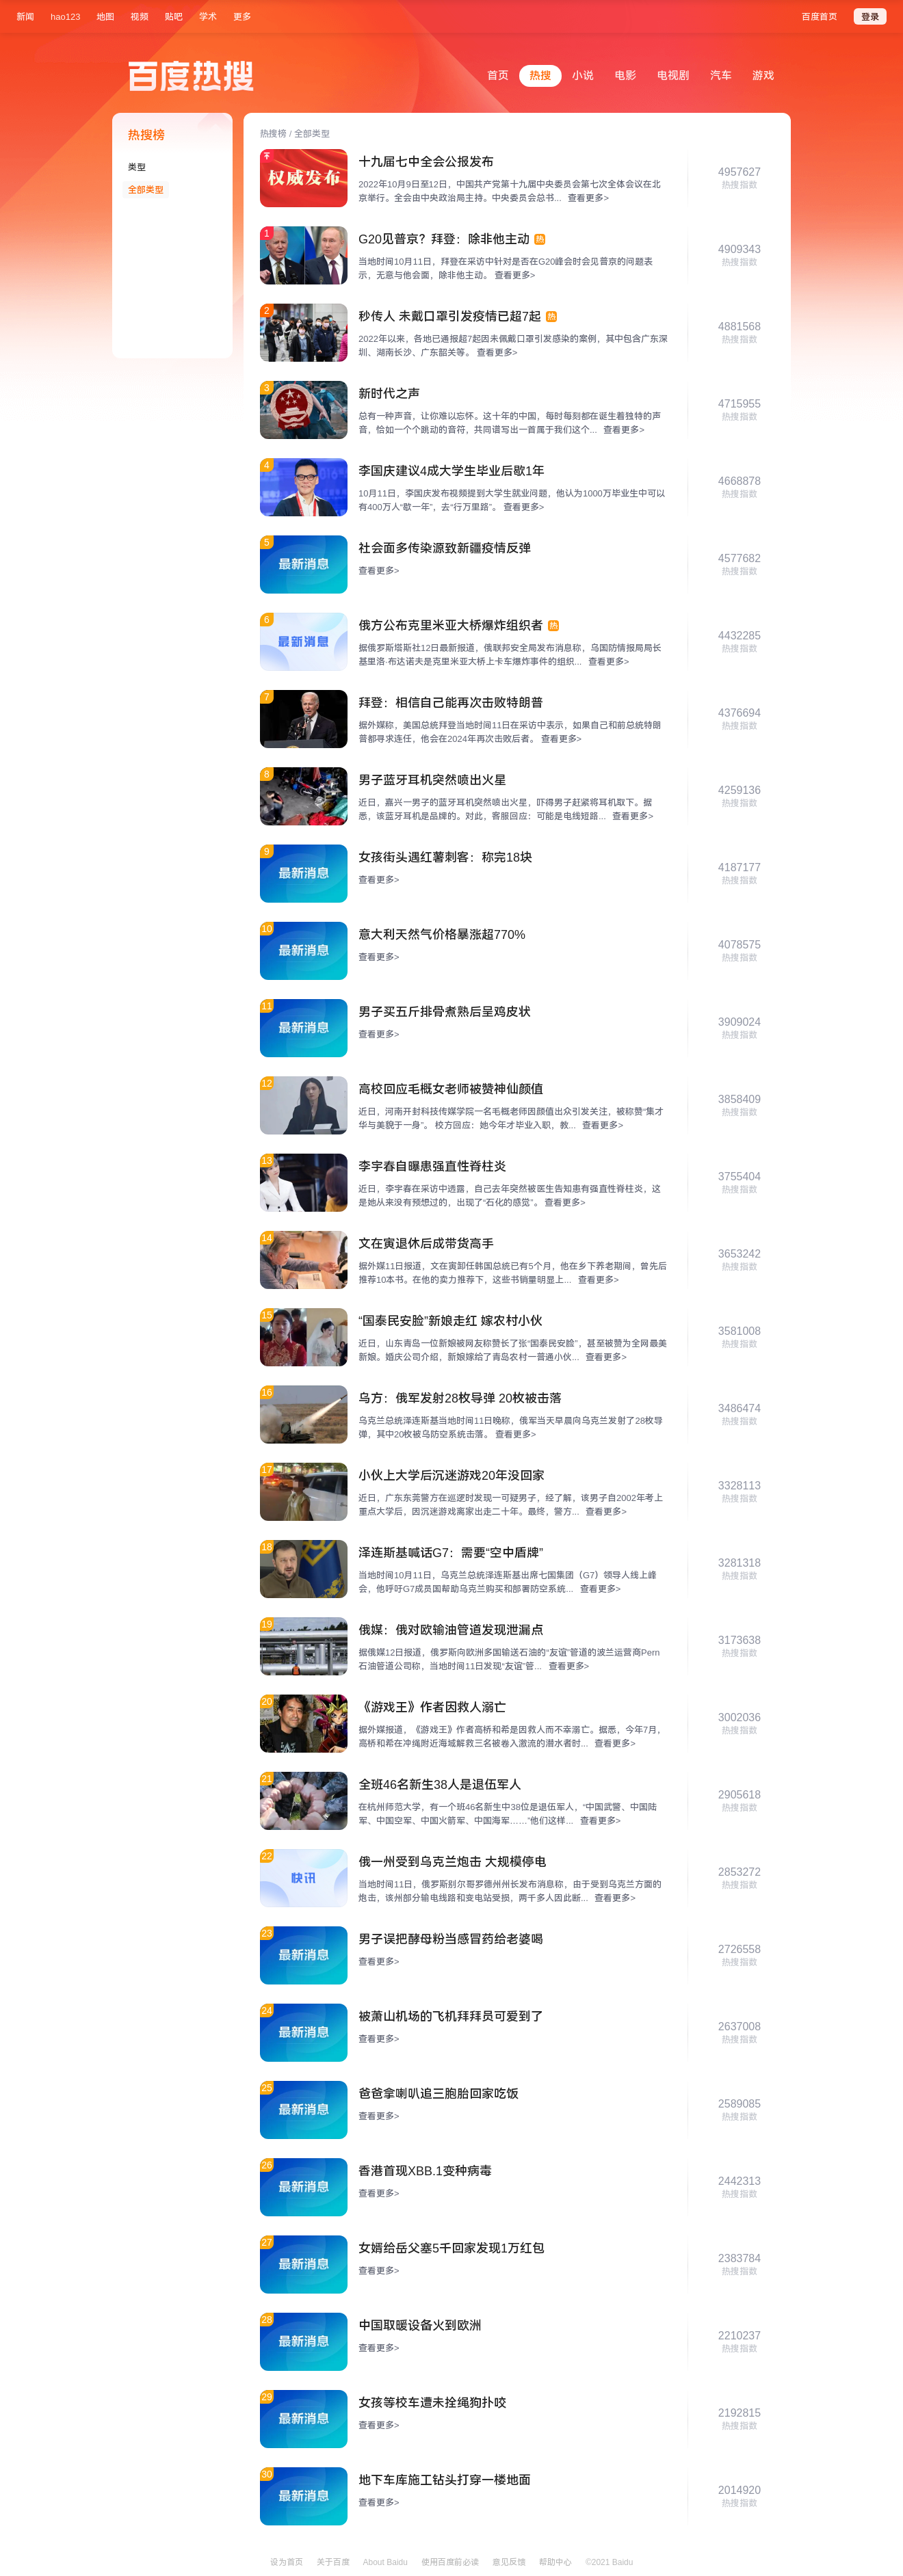 新闻 hao123 地图 视频 贴吧 学术 更多 百度首页 登录
百度热搜
首页 热搜 小说 电影 电视剧 汽车 游戏
热搜榜
类型
全部类型
热搜榜 / 全部类型
权威发布
十九届七中全会公报发布
2022年10月9日至12日，中国共产党第十九届中央委员会第七次全体会议在北
京举行。全会由中央政治局主持。中央委员会总书... 查看更多>
4957627
热搜指数
1
G20见普京？拜登：除非他主动 热
当地时间10月11日，拜登在采访中针对是否在G20峰会时会见普京的问题表
示，无意与他会面，除非他主动。 查看更多>
4909343
热搜指数
2
秒传人 未戴口罩引发疫情已超7起 热
2022年以来，各地已通报超7起因未佩戴口罩引发感染的案例，其中包含广东深
圳、湖南长沙、广东韶关等。 查看更多>
4881568
热搜指数
3
新时代之声
总有一种声音，让你难以忘怀。这十年的中国，每时每刻都在诞生着独特的声
音，恰如一个个跳动的音符，共同谱写出一首属于我们这个... 查看更多>
4715955
热搜指数
4
李国庆建议4成大学生毕业后歇1年
10月11日，李国庆发布视频提到大学生就业问题，他认为1000万毕业生中可以
有400万人“歇一年”，去“行万里路”。 查看更多>
4668878
热搜指数
5
最新消息
社会面多传染源致新疆疫情反弹
查看更多>
4577682
热搜指数
6
最新消息
俄方公布克里米亚大桥爆炸组织者 热
据俄罗斯塔斯社12日最新报道，俄联邦安全局发布消息称，乌国防情报局局长
基里洛·布达诺夫是克里米亚大桥上卡车爆炸事件的组织... 查看更多>
4432285
热搜指数
7
拜登：相信自己能再次击败特朗普
据外媒称，美国总统拜登当地时间11日在采访中表示，如果自己和前总统特朗
普都寻求连任，他会在2024年再次击败后者。 查看更多>
4376694
热搜指数
8
男子蓝牙耳机突然喷出火星
近日，嘉兴一男子的蓝牙耳机突然喷出火星，吓得男子赶紧将耳机取下。据
悉，该蓝牙耳机是品牌的。对此，客服回应：可能是电线短路... 查看更多>
4259136
热搜指数
9
最新消息
女孩街头遇红薯刺客：称完18块
查看更多>
4187177
热搜指数
10
最新消息
意大利天然气价格暴涨超770%
查看更多>
4078575
热搜指数
11
最新消息
男子买五斤排骨煮熟后呈鸡皮状
查看更多>
3909024
热搜指数
12
高校回应毛概女老师被赞神仙颜值
近日，河南开封科技传媒学院一名毛概老师因颜值出众引发关注，被称赞“集才
华与美貌于一身”。 校方回应：她今年才毕业入职，教... 查看更多>
3858409
热搜指数
13
李宇春自曝患强直性脊柱炎
近日，李宇春在采访中透露，自己去年突然被医生告知患有强直性脊柱炎，这
是她从来没有预想过的，出现了“石化的感觉”。 查看更多>
3755404
热搜指数
14
文在寅退休后成带货高手
据外媒11日报道，文在寅卸任韩国总统已有5个月，他在乡下养老期间，曾先后
推荐10本书。在他的卖力推荐下，这些书销量明显上... 查看更多>
3653242
热搜指数
15
“国泰民安脸”新娘走红 嫁农村小伙
近日，山东青岛一位新娘被网友称赞长了张“国泰民安脸”，甚至被赞为全网最美
新娘。婚庆公司介绍，新娘嫁给了青岛农村一普通小伙... 查看更多>
3581008
热搜指数
16
乌方：俄军发射28枚导弹 20枚被击落
乌克兰总统泽连斯基当地时间11日晚称，俄军当天早晨向乌克兰发射了28枚导
弹，其中20枚被乌防空系统击落。 查看更多>
3486474
热搜指数
17
小伙上大学后沉迷游戏20年没回家
近日，广东东莞警方在巡逻时发现一可疑男子，经了解，该男子自2002年考上
重点大学后，因沉迷游戏离家出走二十年。最终，警方... 查看更多>
3328113
热搜指数
18
泽连斯基喊话G7：需要“空中盾牌”
当地时间10月11日，乌克兰总统泽连斯基出席七国集团（G7）领导人线上峰
会，他呼吁G7成员国帮助乌克兰购买和部署防空系统... 查看更多>
3281318
热搜指数
19
俄媒：俄对欧输油管道发现泄漏点
据俄媒12日报道，俄罗斯向欧洲多国输送石油的“友谊”管道的波兰运营商Pern
石油管道公司称，当地时间11日发现“友谊”管... 查看更多>
3173638
热搜指数
20
《游戏王》作者因救人溺亡
据外媒报道，《游戏王》作者高桥和希是因救人而不幸溺亡。据悉，今年7月，
高桥和希在冲绳附近海域解救三名被卷入激流的潜水者时... 查看更多>
3002036
热搜指数
21
全班46名新生38人是退伍军人
在杭州师范大学，有一个班46名新生中38位是退伍军人，“中国武警、中国陆
军、中国空军、中国火箭军、中国海军……”他们这样... 查看更多>
2905618
热搜指数
22
快讯
俄一州受到乌克兰炮击 大规模停电
当地时间11日，俄罗斯别尔哥罗德州州长发布消息称，由于受到乌克兰方面的
炮击，该州部分输电线路和变电站受损，两千多人因此断... 查看更多>
2853272
热搜指数
23
最新消息
男子误把酵母粉当感冒药给老婆喝
查看更多>
2726558
热搜指数
24
最新消息
被萧山机场的飞机拜拜员可爱到了
查看更多>
2637008
热搜指数
25
最新消息
爸爸拿喇叭追三胞胎回家吃饭
查看更多>
2589085
热搜指数
26
最新消息
香港首现XBB.1变种病毒
查看更多>
2442313
热搜指数
27
最新消息
女婿给岳父塞5千回家发现1万红包
查看更多>
2383784
热搜指数
28
最新消息
中国取暖设备火到欧洲
查看更多>
2210237
热搜指数
29
最新消息
女孩等校车遭未拴绳狗扑咬
查看更多>
2192815
热搜指数
30
最新消息
地下车库施工钻头打穿一楼地面
查看更多>
2014920
热搜指数
设为首页 关于百度 About Baidu 使用百度前必读 意见反馈 帮助中心 ©2021 Baidu